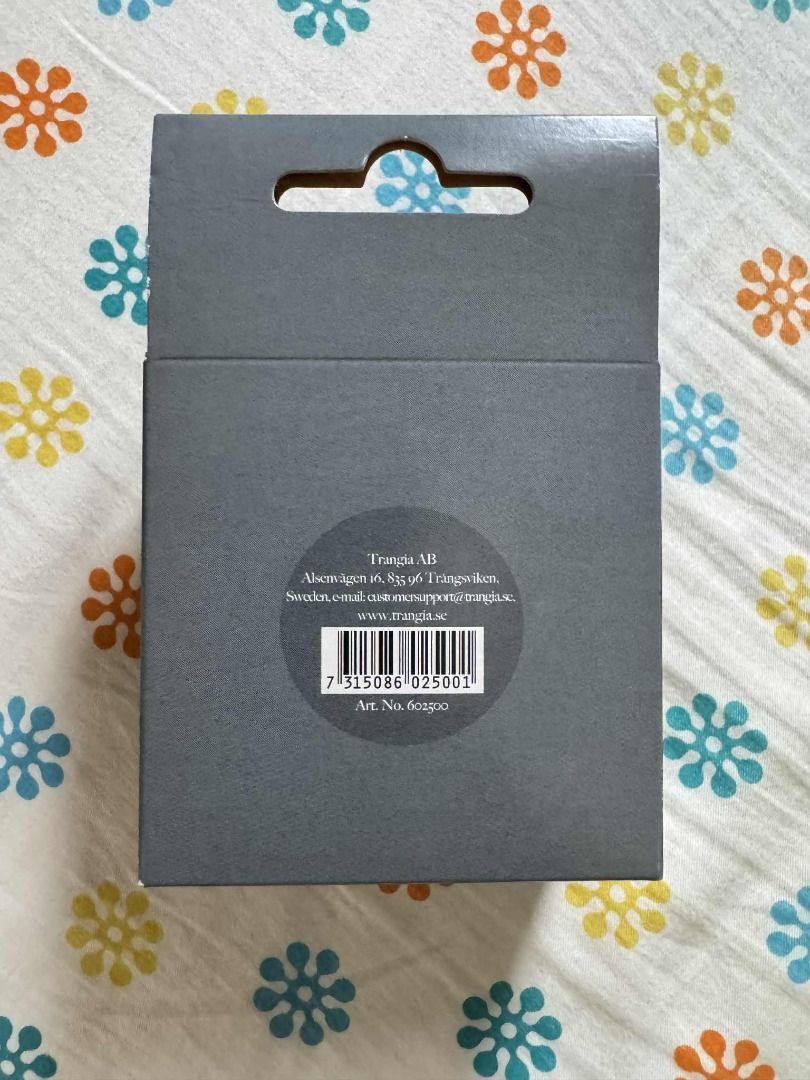 Trangia AB
Alsenvägen 16, 835 96 Trångsviken,
Sweden, e-mail: customersupport@trangia.se.
www.trangia.se
7 315086 025001
Art. No. 602500